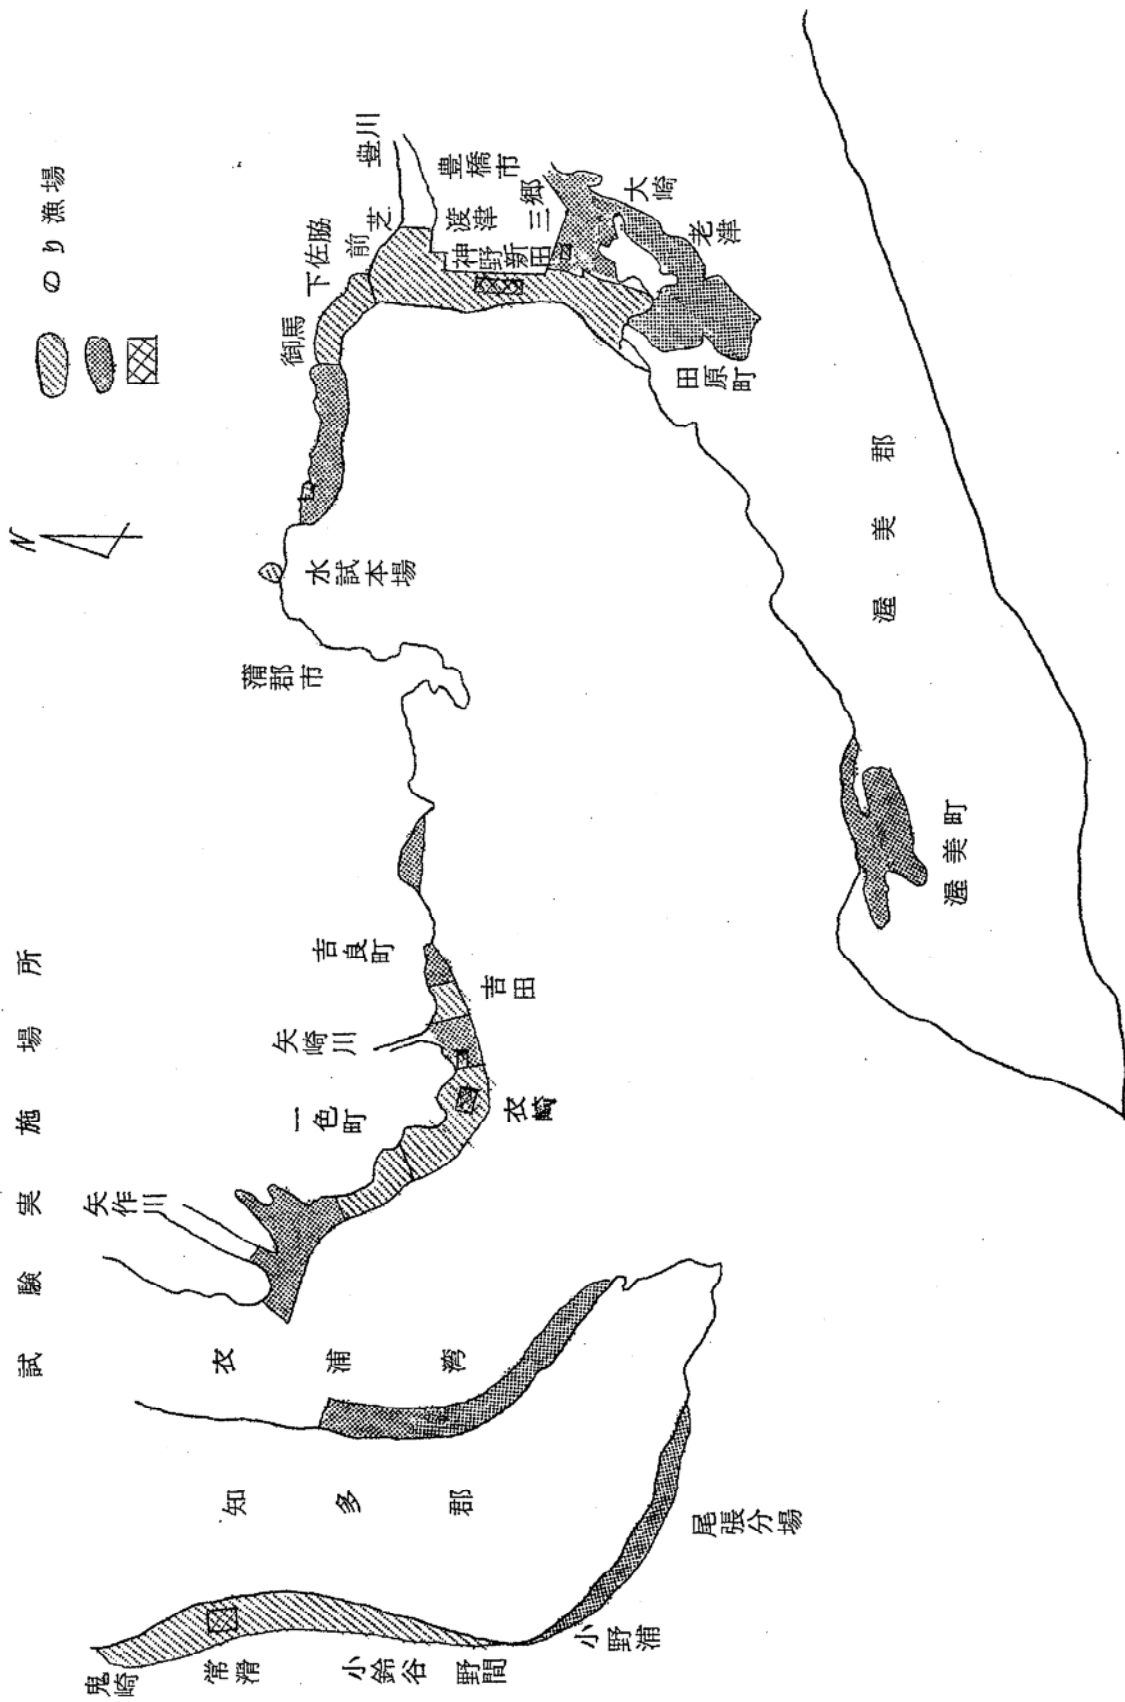 試験実施場所
N
のり漁場
鬼崎
常滑
小鈴谷
野間
小野浦
尾張分場
知多郡
衣浦湾
矢作川
一色町
衣崎
矢崎川
吉田
吉良町
蒲郡市
水試本場
御馬
下佐脇
前芝
豊川
渡津
豊橋市
神野新田
三郷
大崎
老津
田原町
渥美郡
渥美町